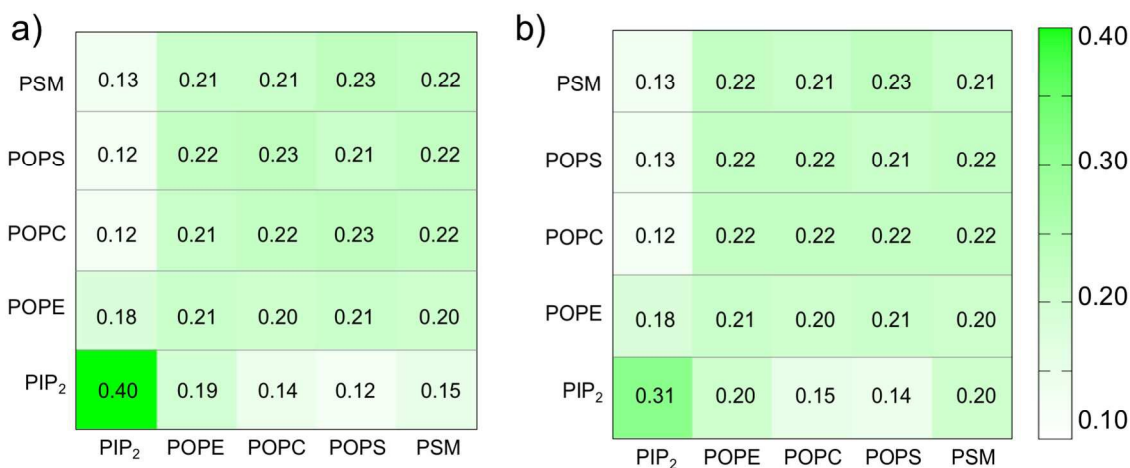 a)
PSM 0.13 0.21 0.21 0.23 0.22
POPS 0.12 0.22 0.23 0.21 0.22
POPC 0.12 0.21 0.22 0.23 0.22
POPE 0.18 0.21 0.20 0.21 0.20
PIP₂ 0.40 0.19 0.14 0.12 0.15
PIP₂ POPE POPC POPS PSM
b)
PSM 0.13 0.22 0.21 0.23 0.21
POPS 0.13 0.22 0.22 0.21 0.22
POPC 0.12 0.22 0.22 0.22 0.22
POPE 0.18 0.21 0.20 0.21 0.20
PIP₂ 0.31 0.20 0.15 0.14 0.20
PIP₂ POPE POPC POPS PSM
0.40
0.30
0.20
0.10